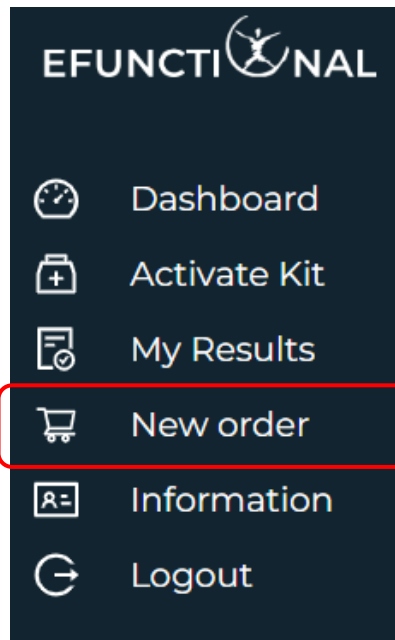 EFUNCTIONAL
Dashboard
Activate Kit
My Results
New order
Information
Logout